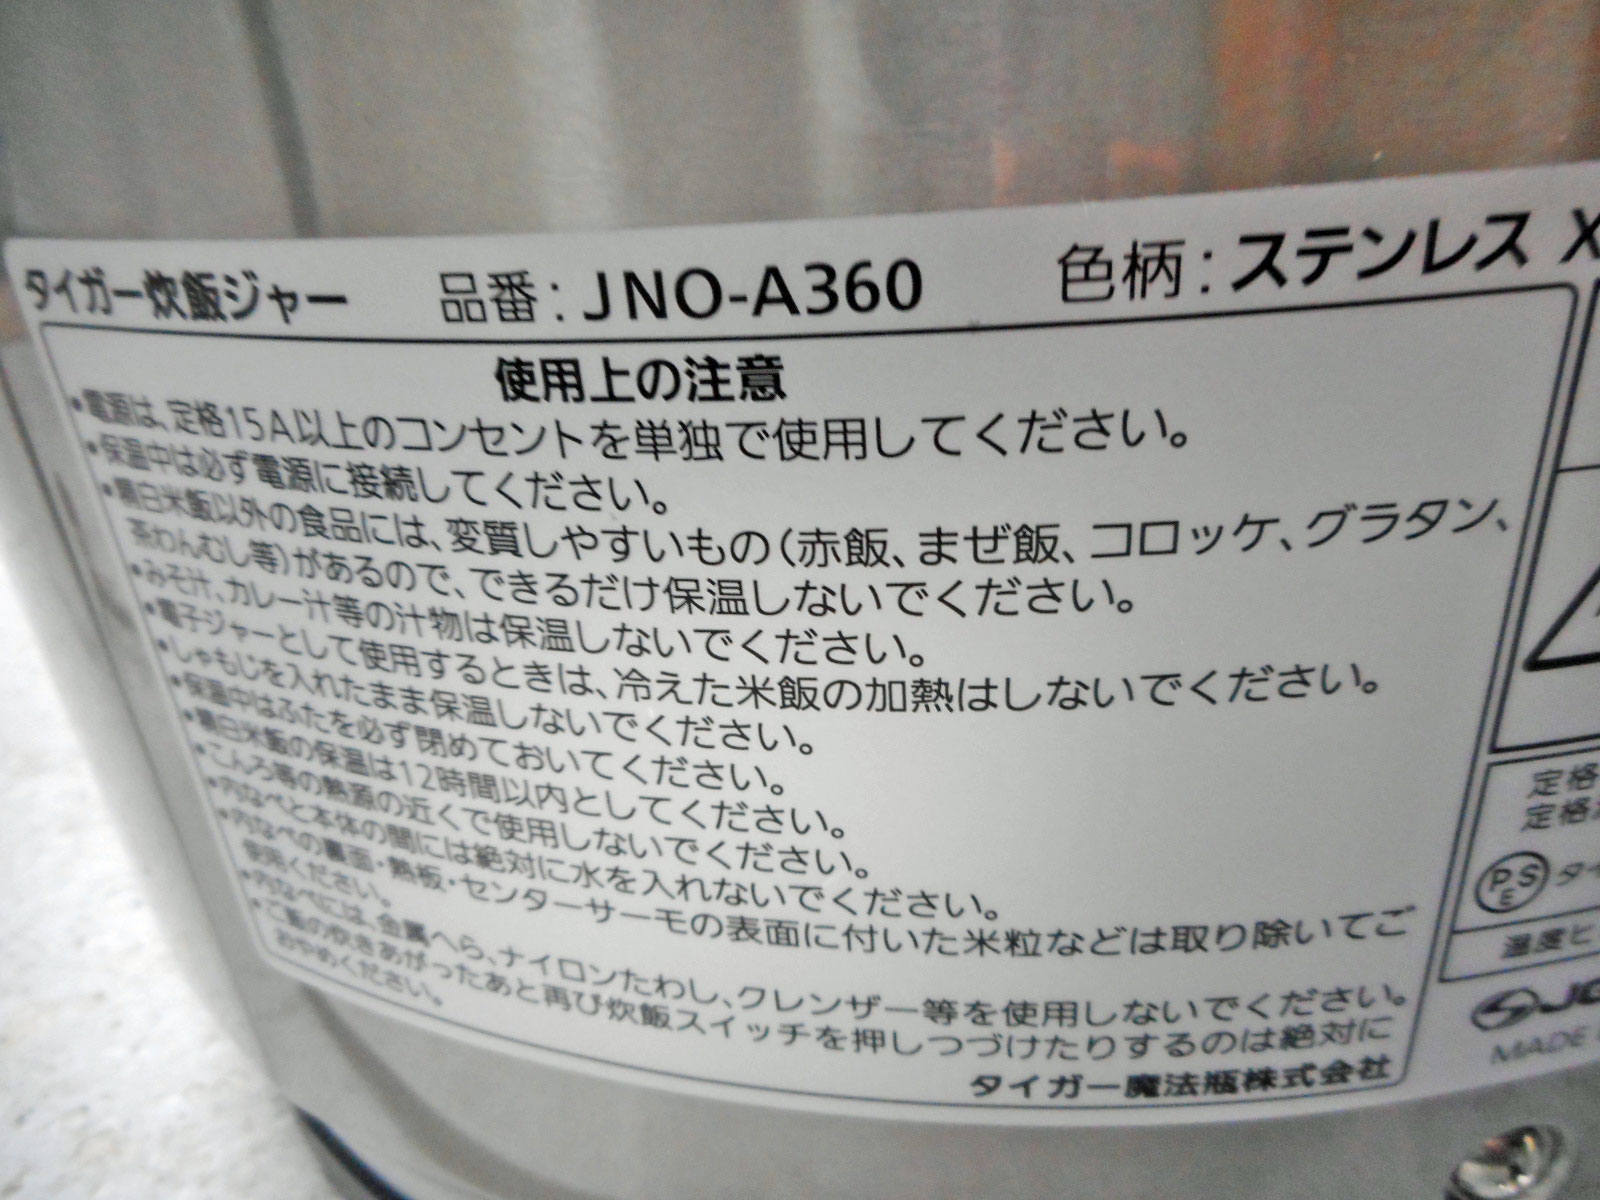 タイガー炊飯ジャー 品番：JNO-A360 色柄：ステンレス X
使用上の注意
•電源は、定格15A以上のコンセントを単独で使用してください。
•保温中は必ず電源に接続してください。
•白米飯以外の食品には、変質しやすいもの（赤飯、まぜ飯、コロッケ、グラタン、
茶わんむし等）があるので、できるだけ保温しないでください。
•みそ汁、カレー汁等の汁物は保温しないでください。
•電子ジャーとして使用するときは、冷えた米飯の加熱はしないでください。
•しゃもじを入れたまま保温しないでください。
•保温中はふたを必ず閉めておいてください。
•白米飯の保温は12時間以内としてください。
•こんろ等の熱源の近くで使用しないでください。
•内なべと本体の間には絶対に水を入れないでください。
•内なべの裏面・熱板・センターサーモの表面に付いた米粒などは取り除いてご
使用ください。
•内なべには、金属へら、ナイロンたわし、クレンザー等を使用しないでください。
•ご飯の炊きあがったあと再び炊飯スイッチを押しつづけたりするのは絶対に
おやめください。
タイガー魔法瓶株式会社
定格
定格
PSE タイ
温度ヒ
MADE